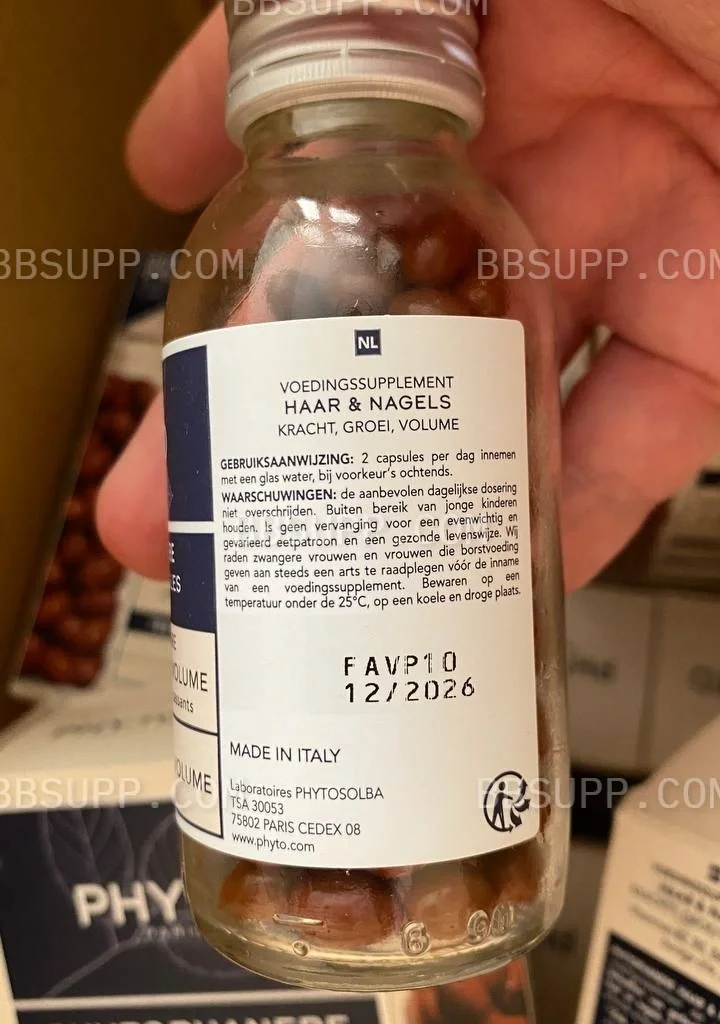 BBSUPP.COM
BBSUPP.COM BBSUPP.COM
NL
VOEDINGSSUPPLEMENT
HAAR & NAGELS
KRACHT, GROEI, VOLUME
GEBRUIKSAANWIJZING: 2 capsules per dag innemen
met een glas water, bij voorkeur's ochtends.
WAARSCHUWINGEN: de aanbevolen dagelijkse dosering
niet overschrijden. Buiten bereik van jonge kinderen
houden. Is geen vervanging voor een evenwichtig en
gevarieerd eetpatroon en een gezonde levenswijze. Wij
raden zwangere vrouwen en vrouwen die borstvoeding
geven aan steeds een arts te raadplegen vóór de inname
van een voedingssupplement. Bewaren op een
temperatuur onder de 25°C, op een koele en droge plaats.
FAVP10
12/2026
VOLUME
VOLUME
MADE IN ITALY
Laboratoires PHYTOSOLBA
TSA 30053
75802 PARIS CEDEX 08
www.phyto.com
BBSUPP.COM BBSUPP.COM
PHY